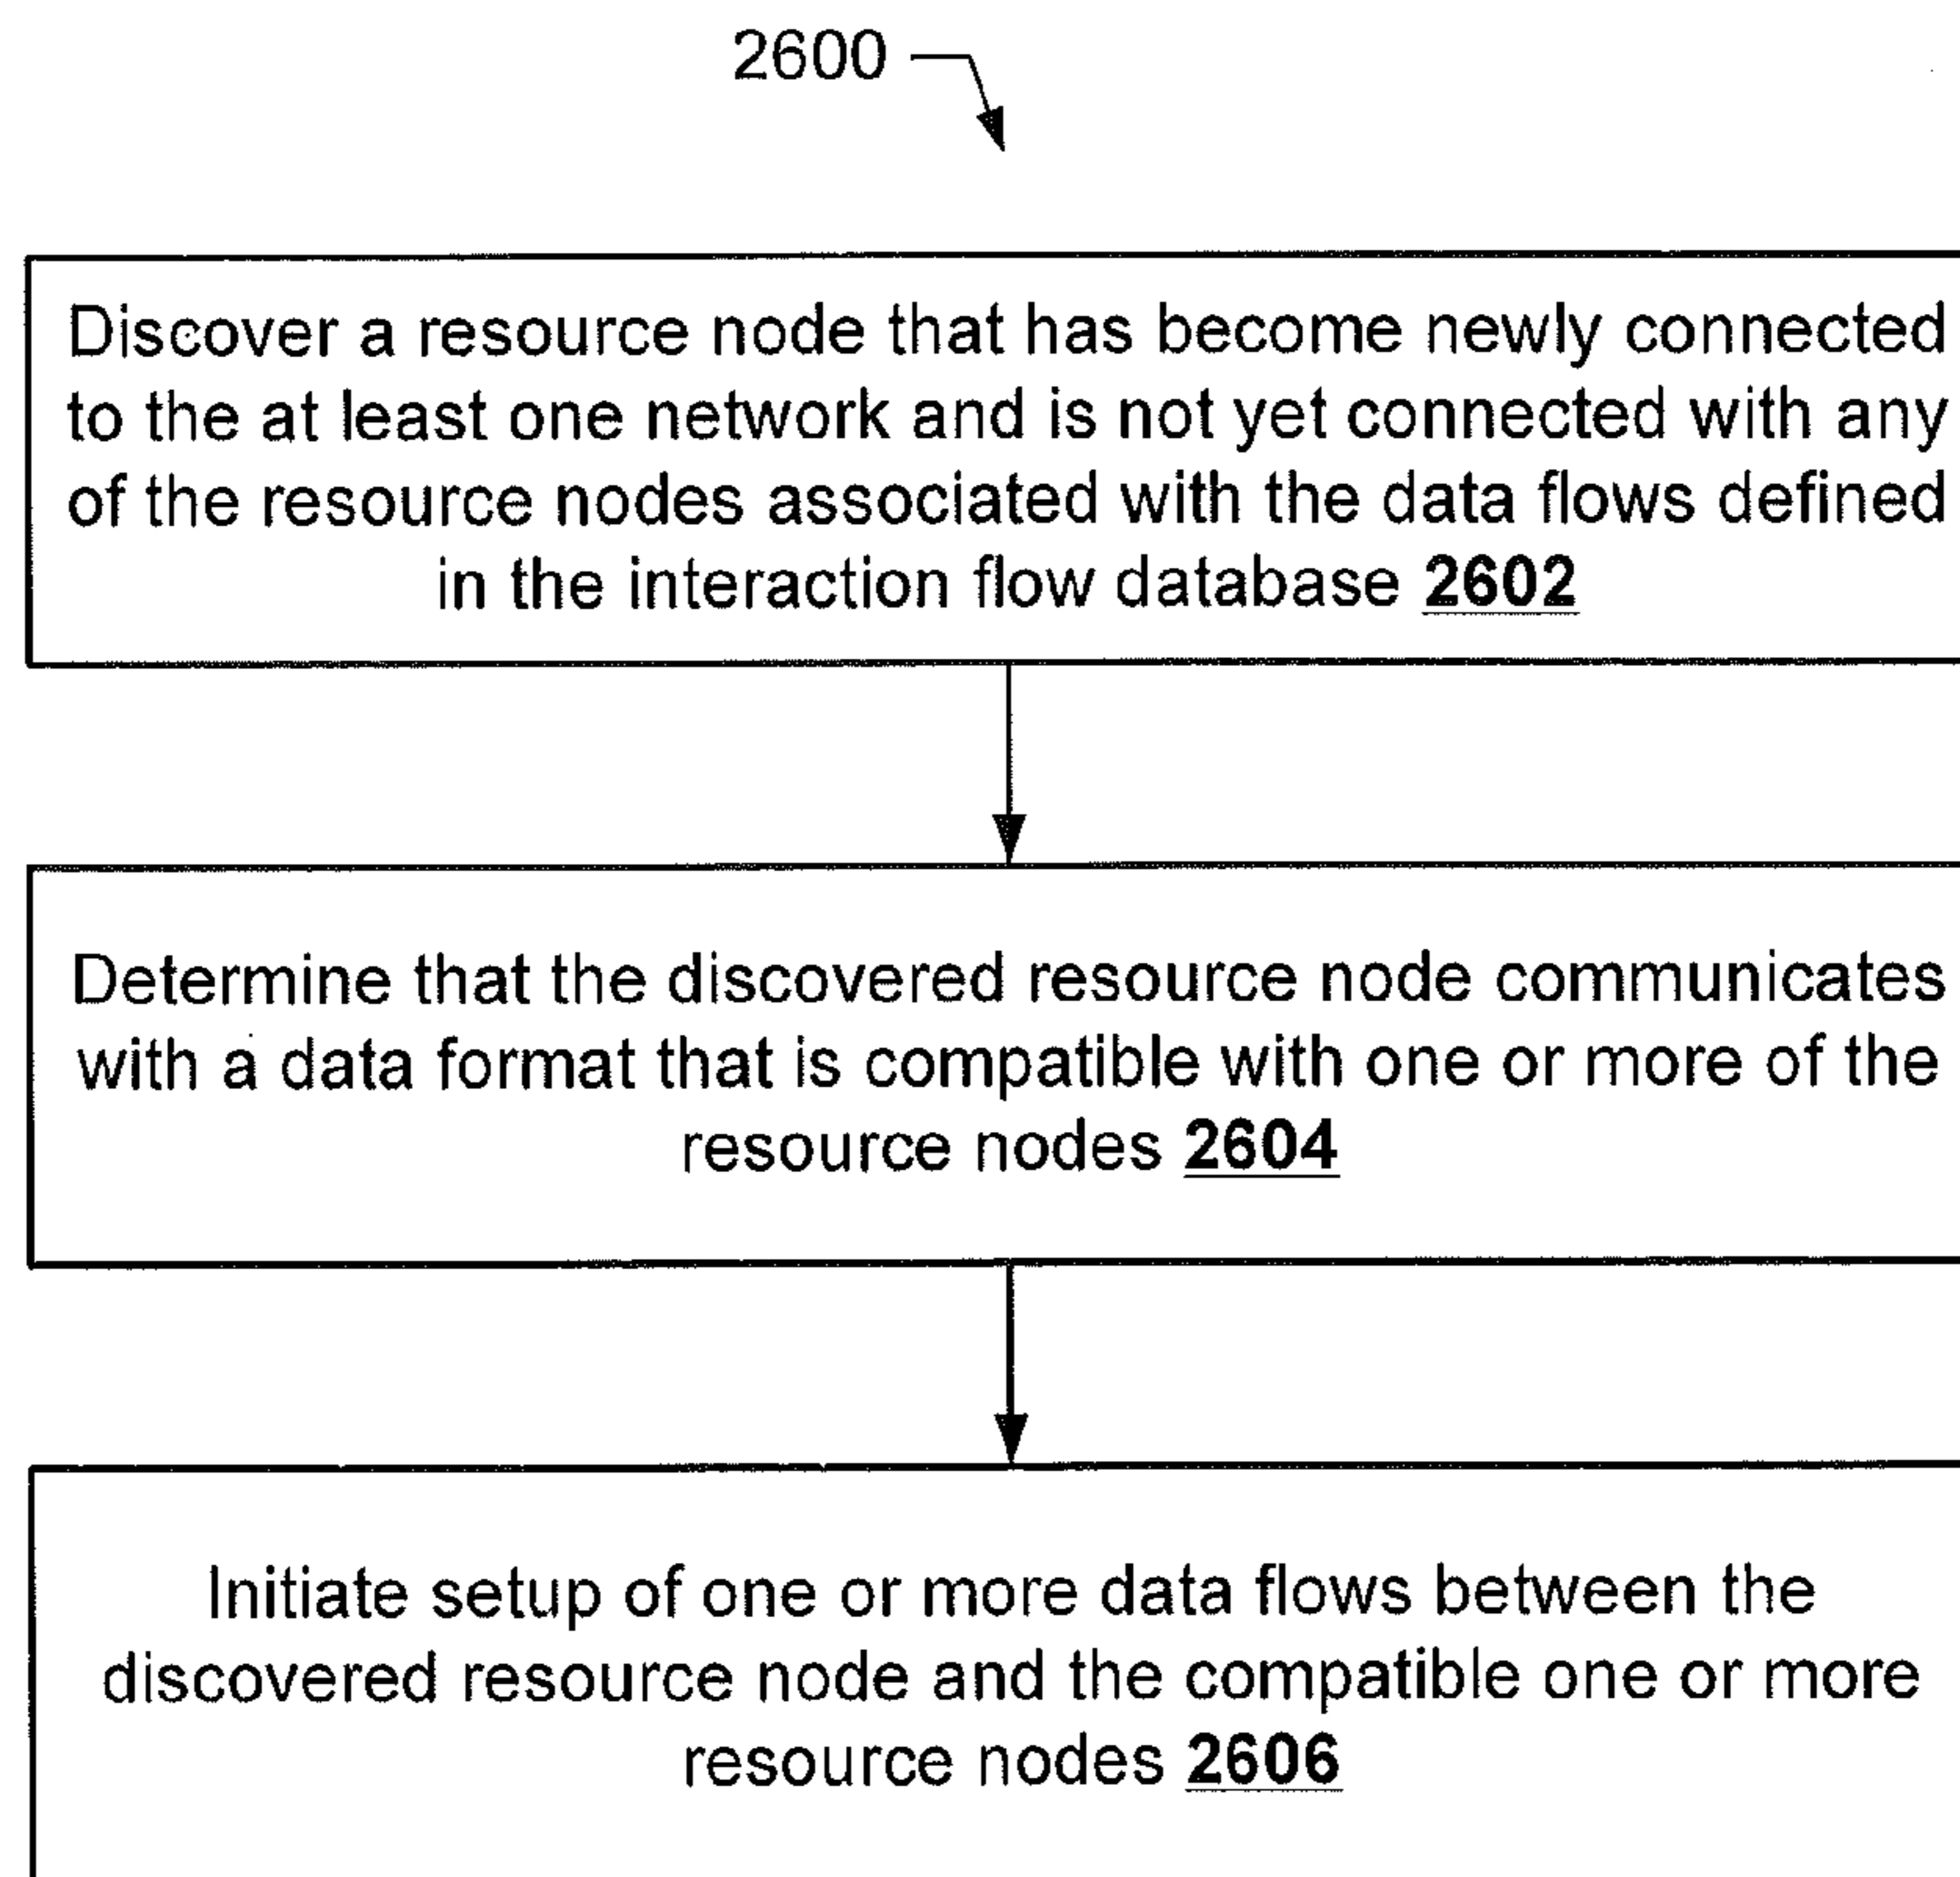 2600
Discover a resource node that has become newly connected
to the at least one network and is not yet connected with any
of the resource nodes associated with the data flows defined
in the interaction flow database 2602
Determine that the discovered resource node communicates
with a data format that is compatible with one or more of the
resource nodes 2604
Initiate setup of one or more data flows between the
discovered resource node and the compatible one or more
resource nodes 2606